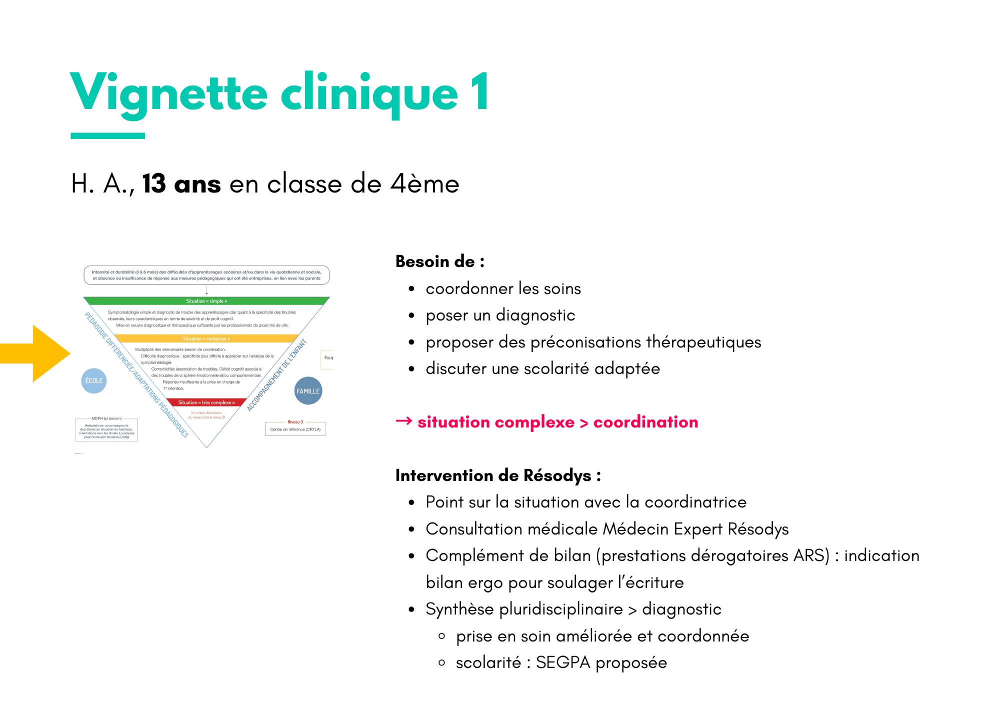 Vignette clinique 1
H. A., 13 ans en classe de 4ème
Intensité et durabilité (3 à 6 mois) des difficultés d'apprentissages scolaires et/ou dans la vie quotidienne et sociale,
et absence ou insuffisance de réponse aux mesures pédagogiques qui ont été entreprises, en lien avec les parents
Situation « simple »
Symptomatologie simple et diagnostic de trouble des apprentissages clair quant à la spécificité des troubles
observés, leurs caractéristiques en terme de sévérité et de profil cognitif.
Mise en oeuvre diagnostique et thérapeutique suffisante par les professionnels de proximité de ville.
Situation « complexe »
Multiplicité des intervenants-besoin de coordination.
Difficulté diagnostique : spécificité plus difficile à apprécier sur l'analyse de la
symptomatologie.
Comorbidités (association de troubles, Déficit cognitif associé à
des troubles de la sphère émotionnelle et/ou comportementale.
Réponse insuffisante à la prise en charge de
1re intention.
Situation « très complexe »
(cf. critères d'orientation
du niveau 2 vers le niveau 3)
PÉDAGOGIE DIFFÉRENCIÉE/ADAPTATIONS PÉDAGOGIQUES
ACCOMPAGNEMENT DE L'ENFANT
ÉCOLE
FAMILLE
MDPH (si besoin)
(Adaptations, accompagnants
des élèves en situation de handicap,
orientations vers les Unités Localisées
pour l'Inclusion Scolaire [ULIS])
Niveau 3
Centre de référence (CRTLA)
Besoin de :
• coordonner les soins
• poser un diagnostic
• proposer des préconisations thérapeutiques
• discuter une scolarité adaptée
→ situation complexe > coordination
Intervention de Résodys :
• Point sur la situation avec la coordinatrice
• Consultation médicale Médecin Expert Résodys
• Complément de bilan (prestations dérogatoires ARS) : indication
bilan ergo pour soulager l'écriture
• Synthèse pluridisciplinaire > diagnostic
◦ prise en soin améliorée et coordonnée
◦ scolarité : SEGPA proposée